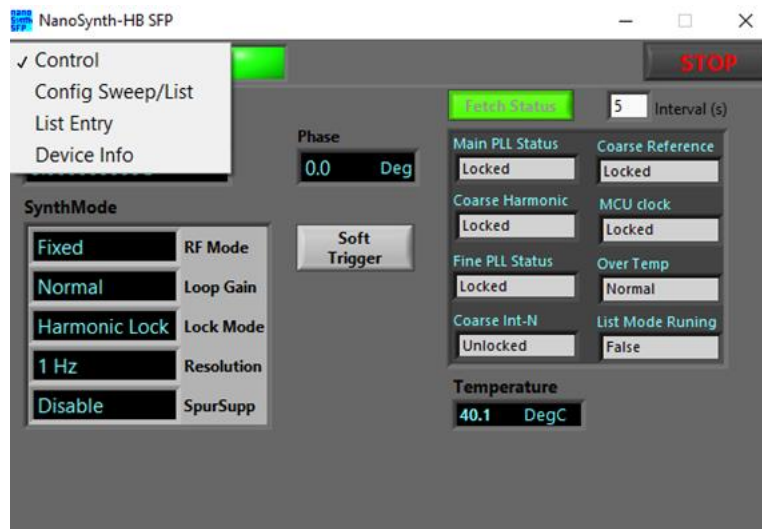 nano Synth SFP
NanoSynth-HB SFP
✓ Control
Config Sweep/List
List Entry
Device Info
STOP
Fetch Status
5
Interval (s)
Phase
0.0 Deg
Main PLL Status
Locked
Coarse Reference
Locked
Coarse Harmonic
Locked
MCU clock
Locked
Fine PLL Status
Locked
Over Temp
Normal
Coarse Int-N
Unlocked
List Mode Runing
False
SynthMode
Fixed RF Mode
Normal Loop Gain
Harmonic Lock Lock Mode
1 Hz Resolution
Disable SpurSupp
Soft
Trigger
Temperature
40.1 DegC